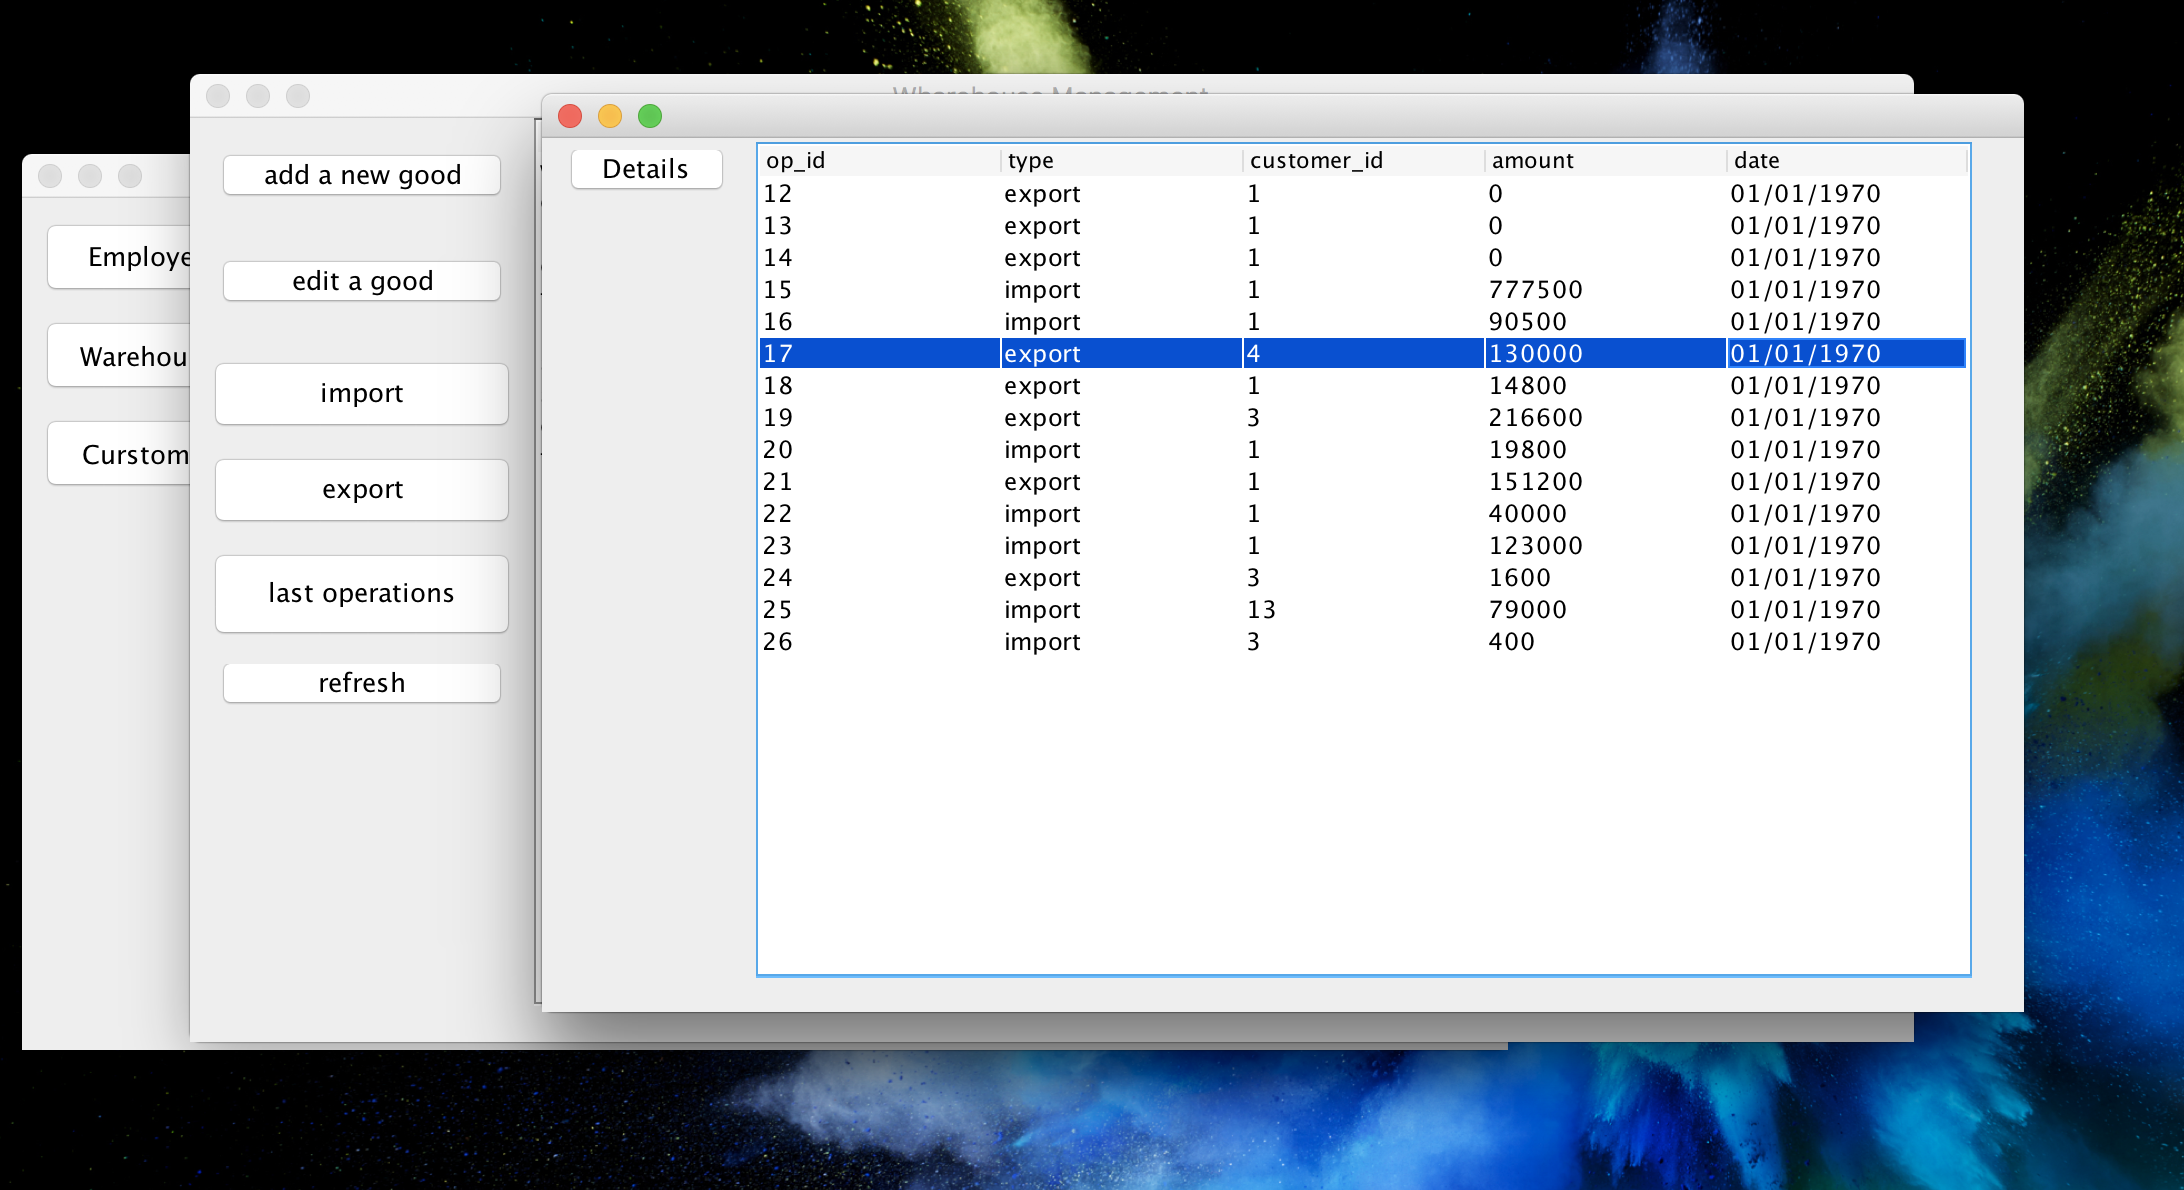 Wharehouse Management
Employe
Warehou
Curstom
add a new good
edit a good
import
export
last operations
refresh
Details
op_id type customer_id amount date
12 export 1 0 01/01/1970
13 export 1 0 01/01/1970
14 export 1 0 01/01/1970
15 import 1 777500 01/01/1970
16 import 1 90500 01/01/1970
17 export 4 130000 01/01/1970
18 export 1 14800 01/01/1970
19 export 3 216600 01/01/1970
20 import 1 19800 01/01/1970
21 export 1 151200 01/01/1970
22 import 1 40000 01/01/1970
23 import 1 123000 01/01/1970
24 export 3 1600 01/01/1970
25 import 13 79000 01/01/1970
26 import 3 400 01/01/1970